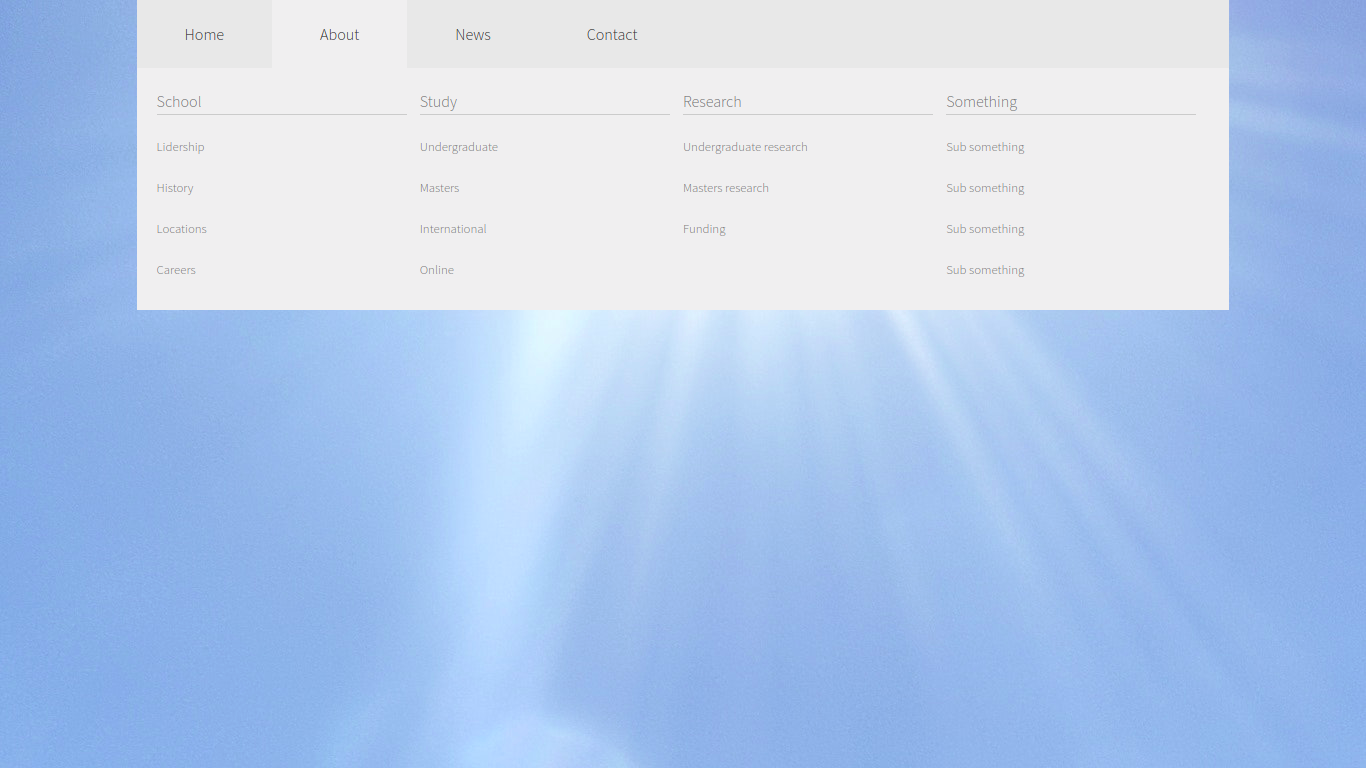 Home About News Contact
School Study Research Something
Lidership Undergraduate Undergraduate research Sub something
History Masters Masters research Sub something
Locations International Funding Sub something
Careers Online Sub something